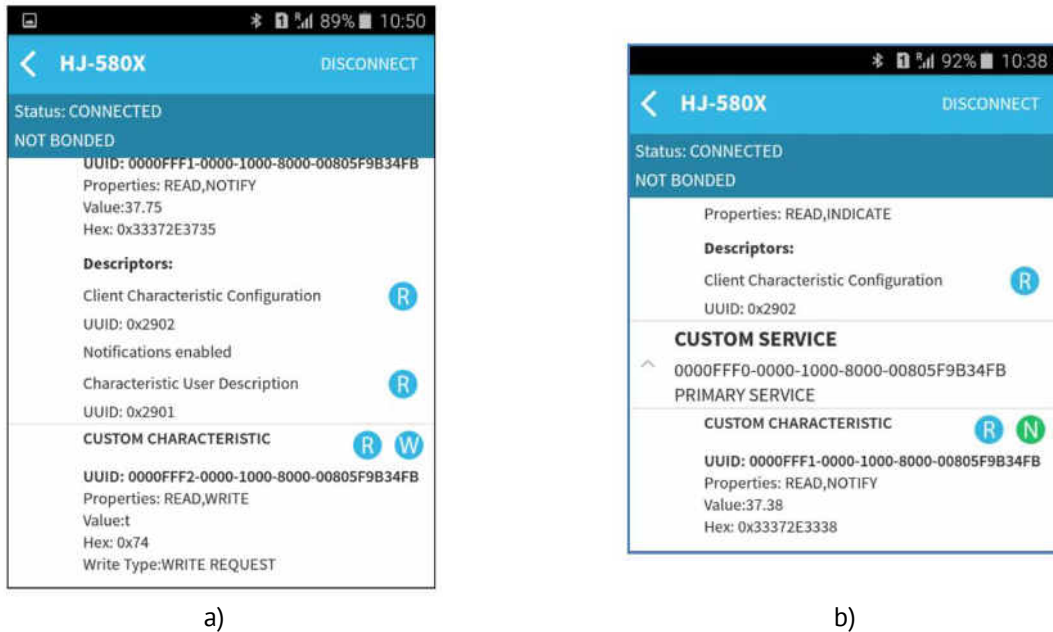 89% 10:50
HJ-580X DISCONNECT
Status: CONNECTED
NOT BONDED
UUID: 0000FFF1-0000-1000-8000-00805F9B34FB
Properties: READ,NOTIFY
Value:37.75
Hex: 0x33372E3735
Descriptors:
Client Characteristic Configuration R
UUID: 0x2902
Notifications enabled
Characteristic User Description R
UUID: 0x2901
CUSTOM CHARACTERISTIC R W
UUID: 0000FFF2-0000-1000-8000-00805F9B34FB
Properties: READ,WRITE
Value:t
Hex: 0x74
Write Type:WRITE REQUEST
a)
92% 10:38
HJ-580X DISCONNECT
Status: CONNECTED
NOT BONDED
Properties: READ,INDICATE
Descriptors:
Client Characteristic Configuration R
UUID: 0x2902
CUSTOM SERVICE
0000FFF0-0000-1000-8000-00805F9B34FB
PRIMARY SERVICE
CUSTOM CHARACTERISTIC R N
UUID: 0000FFF1-0000-1000-8000-00805F9B34FB
Properties: READ,NOTIFY
Value:37.38
Hex: 0x33372E3338
b)